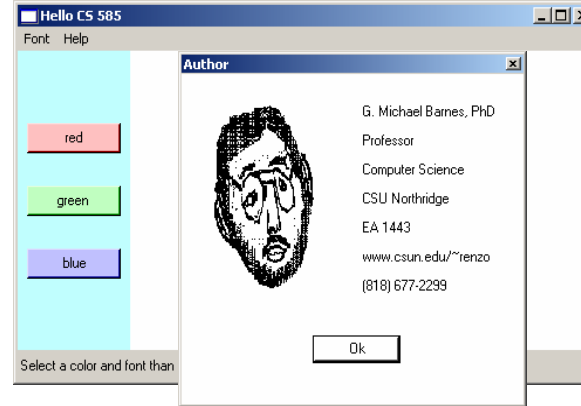 Hello CS 585
Font Help
Author
red
green
blue
G. Michael Barnes, PhD
Professor
Computer Science
CSU Northridge
EA 1443
www.csun.edu/~renzo
(818) 677-2299
Ok
Select a color and font than